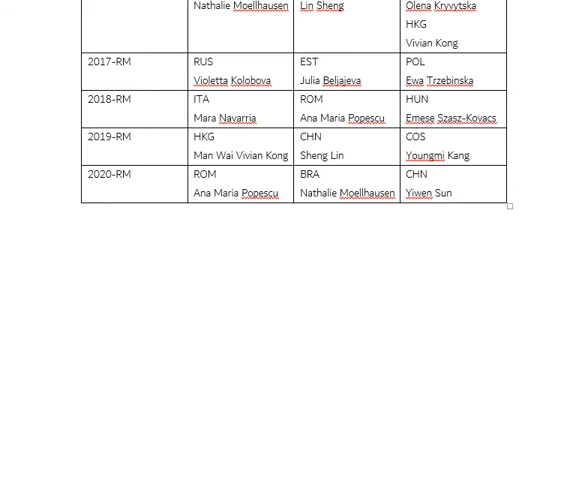 Nathalie Moellhausen
Lin Sheng
Olena Kryvytska
HKG
Vivian Kong
2017-RM
RUS
Violetta Kolobova
EST
Julia Beljajeva
POL
Ewa Trzebinska
2018-RM
ITA
Mara Navarria
ROM
Ana Maria Popescu
HUN
Emese Szasz-Kovacs
2019-RM
HKG
Man Wai Vivian Kong
CHN
Sheng Lin
COS
Youngmi Kang
2020-RM
ROM
Ana Maria Popescu
BRA
Nathalie Moellhausen
CHN
Yiwen Sun